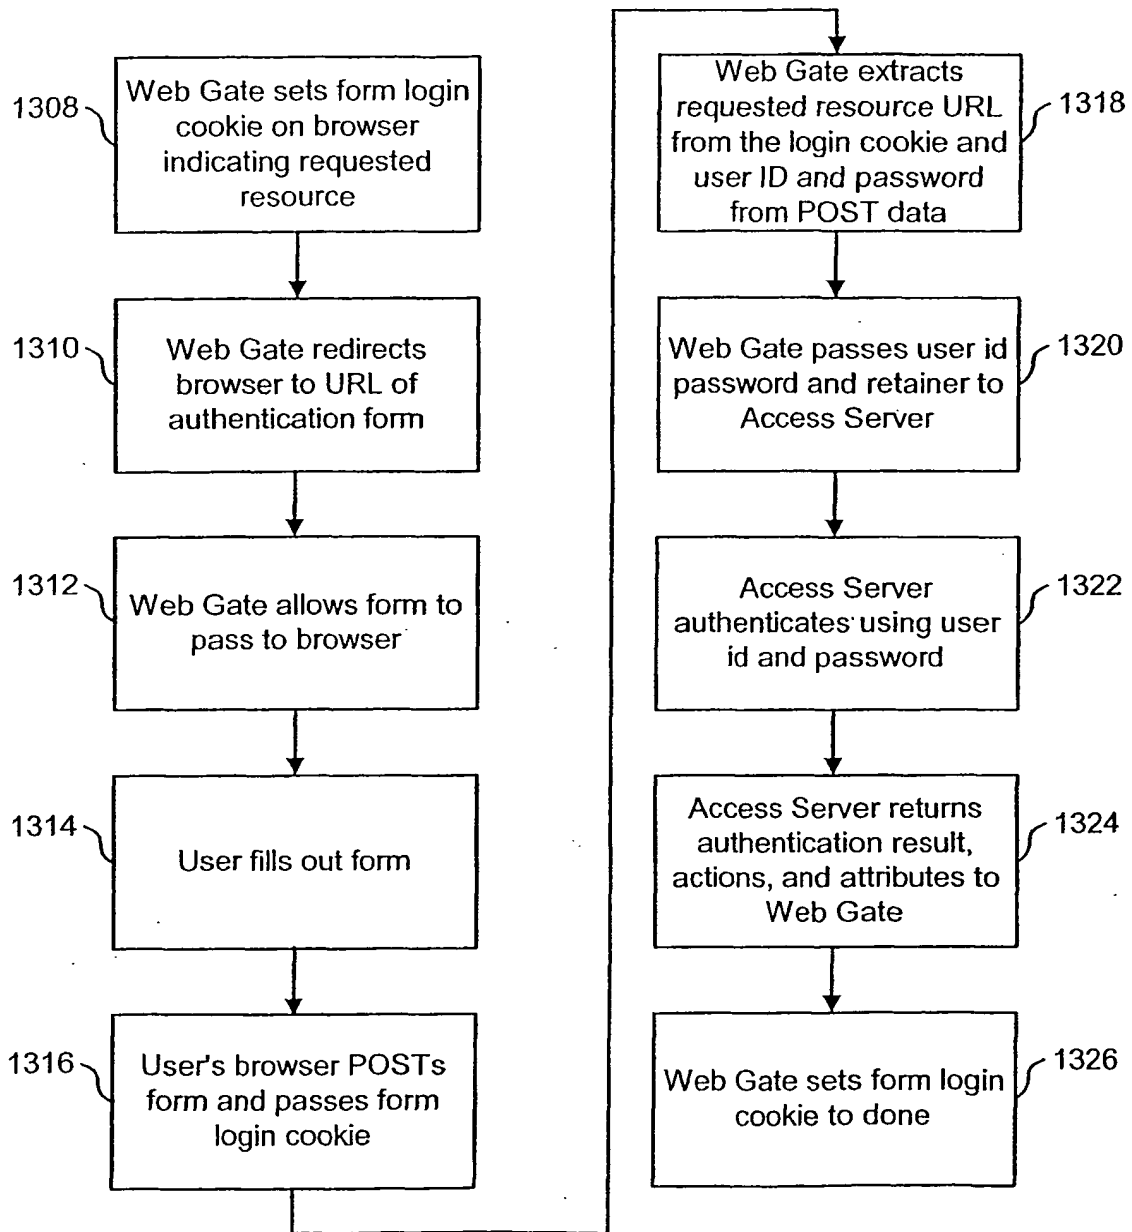 1308
Web Gate sets form login
cookie on browser
indicating requested
resource
1310
Web Gate redirects
browser to URL of
authentication form
1312
Web Gate allows form to
pass to browser
1314
User fills out form
1316
User's browser POSTs
form and passes form
login cookie
Web Gate extracts
requested resource URL
from the login cookie and
user ID and password
from POST data
1318
Web Gate passes user id
password and retainer to
Access Server
1320
Access Server
authenticates using user
id and password
1322
Access Server returns
authentication result,
actions, and attributes to
Web Gate
1324
Web Gate sets form login
cookie to done
1326